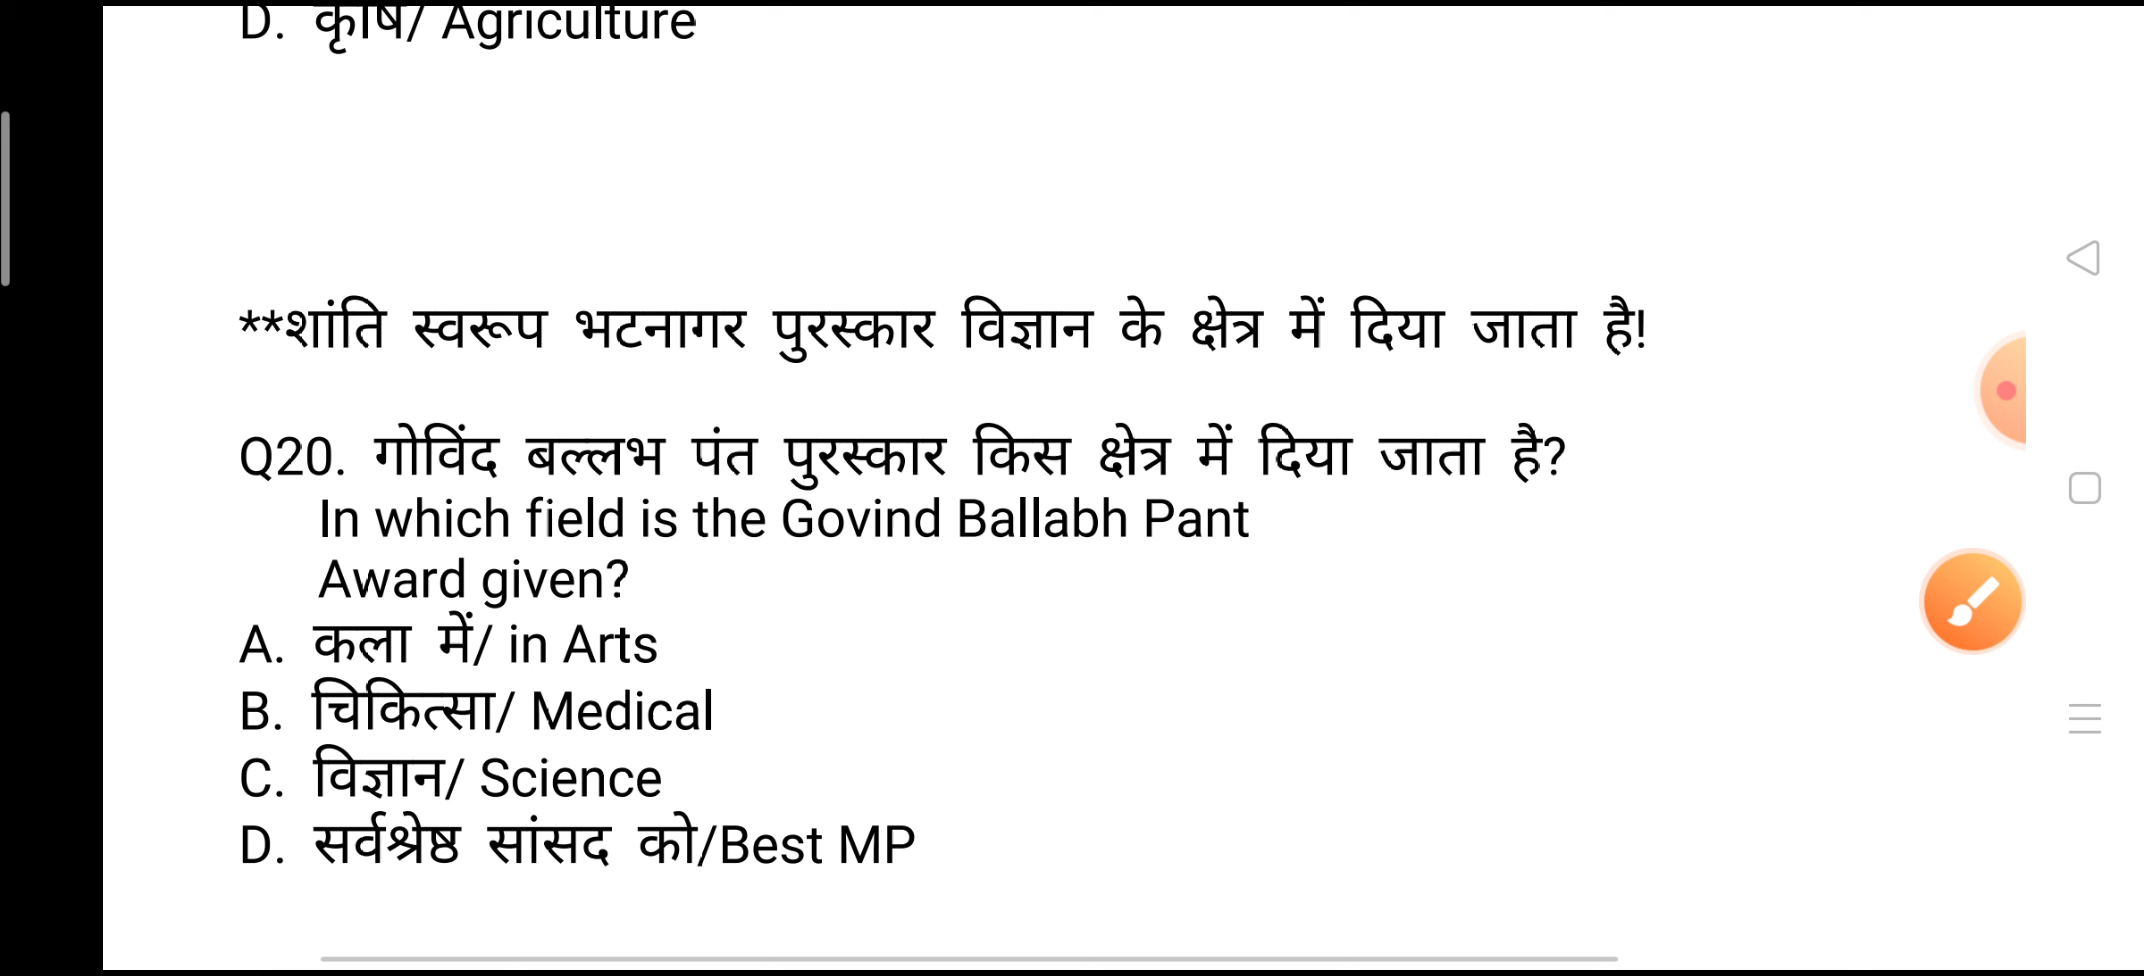 D. कृषि/ Agriculture
**शांति स्वरूप भटनागर पुरस्कार विज्ञान के क्षेत्र में दिया जाता है!
Q20. गोविंद बल्लभ पंत पुरस्कार किस क्षेत्र में दिया जाता है?
In which field is the Govind Ballabh Pant
Award given?
A. कला में/ in Arts
B. चिकित्सा/ Medical
C. विज्ञान/ Science
D. सर्वश्रेष्ठ सांसद को/Best MP